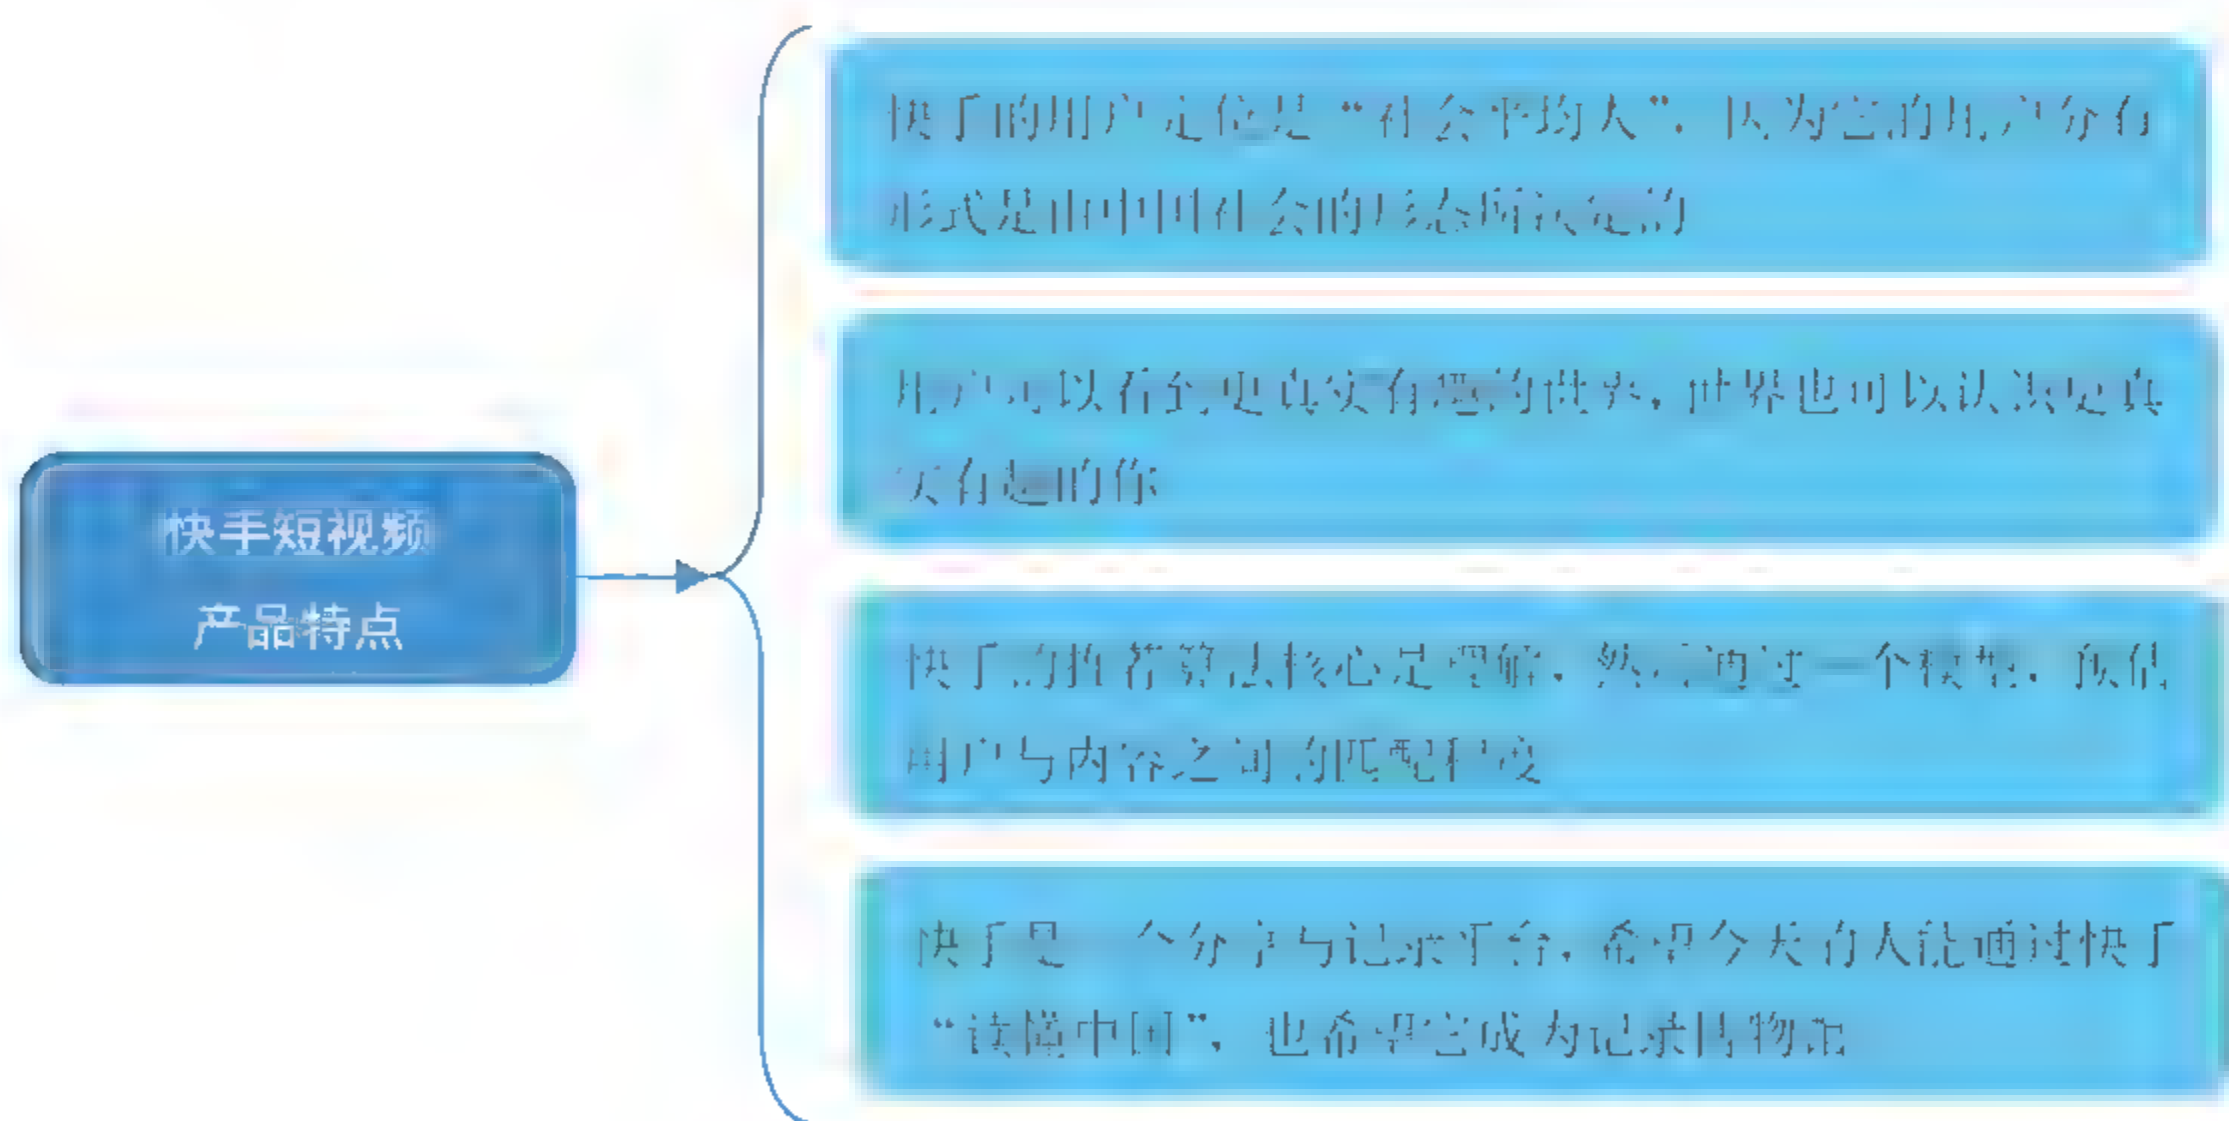 快手短视频
产品特点
快手的用户定位是“社会平均人”，因为它的用户分布
形式是由中国社会的形态所决定的
用户可以看到更真实有趣的世界，世界也可以认识更真
实有趣的你
快手的推荐算法核心是理解，然后通过一个模型，预估
用户与内容之间的匹配程度
快手是一个分享与记录平台，希望今天的人能通过快手
“读懂中国”，也希望它成为记录博物馆